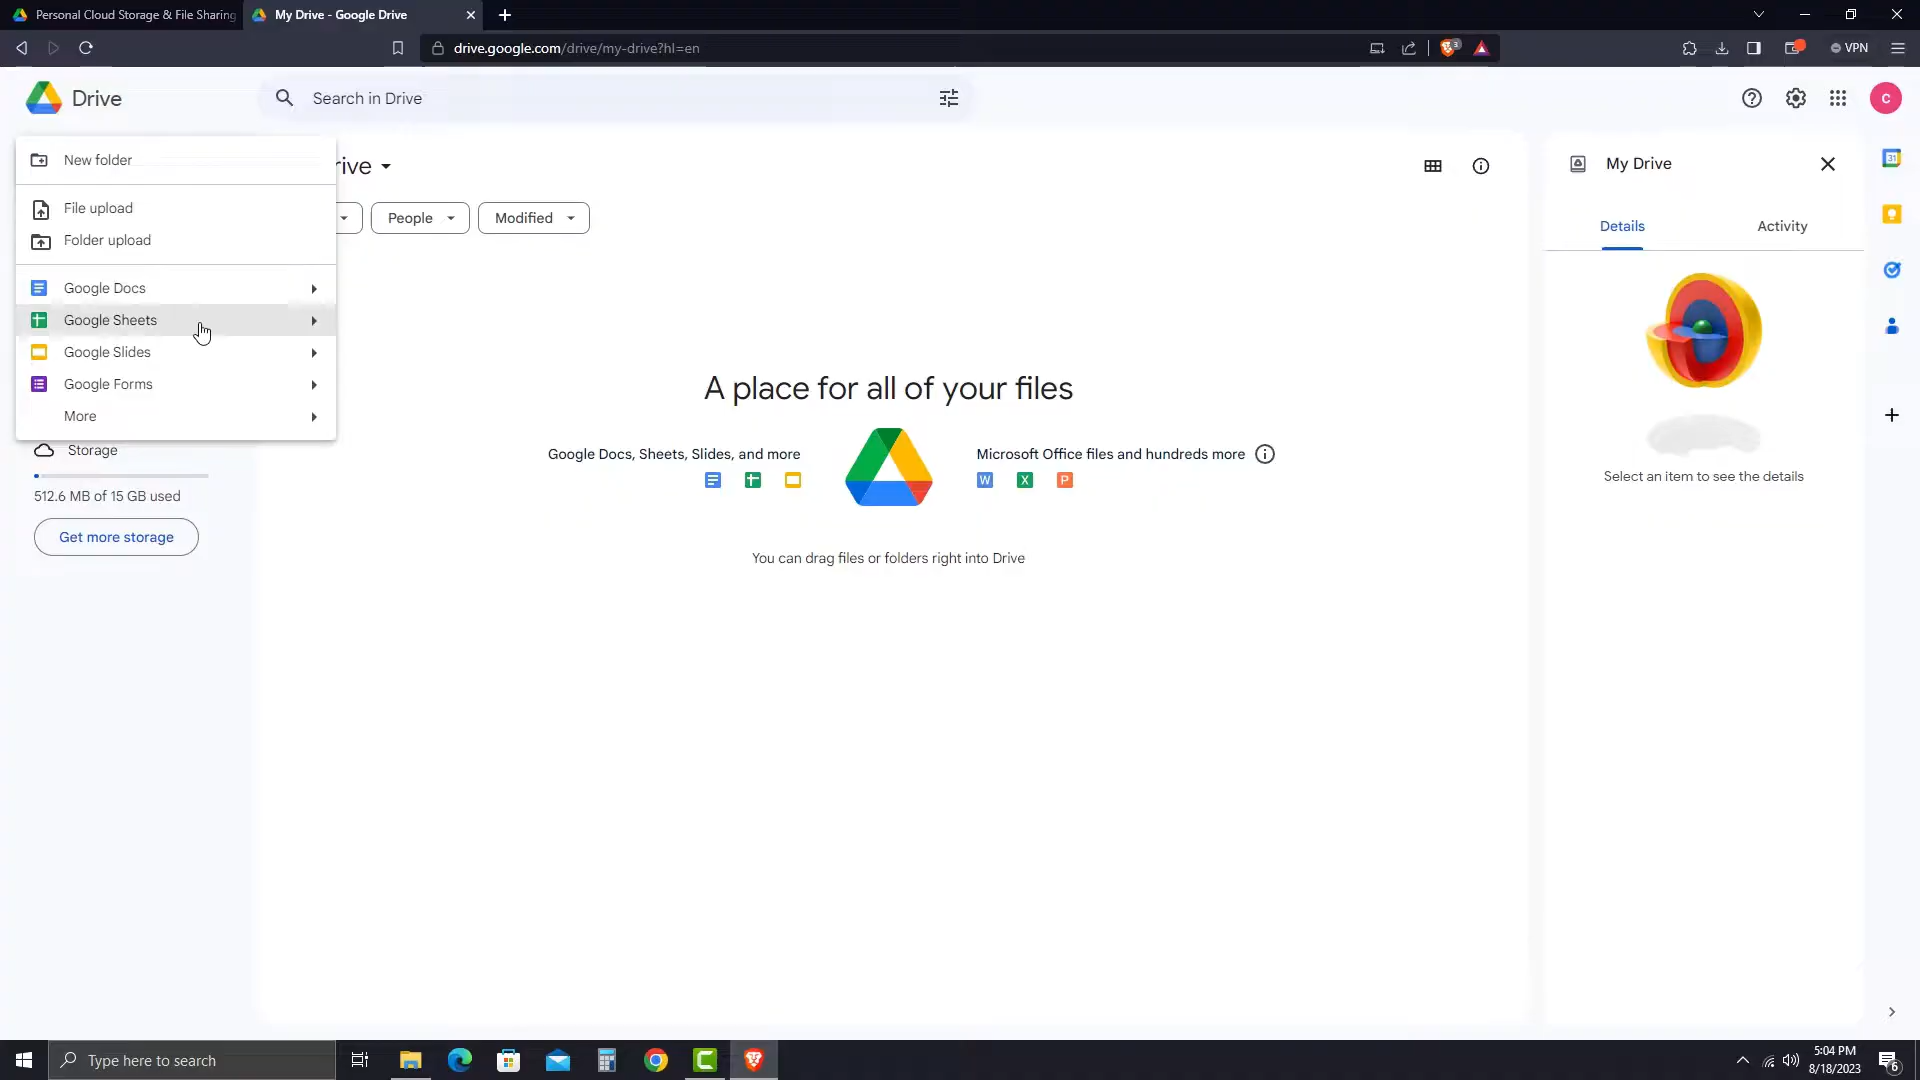 Personal Cloud Storage & File Sharing
My Drive - Google Drive
drive.google.com/drive/my-drive?hl=en
3
VPN
Drive
Search in Drive
C
New folder
File upload
Folder upload
Google Docs
Google Sheets
Google Slides
Google Forms
More
Storage
512.6 MB of 15 GB used
Get more storage
rive
People
Modified
A place for all of your files
Google Docs, Sheets, Slides, and more
Microsoft Office files and hundreds more
W X P
You can drag files or folders right into Drive
My Drive
Details
Activity
Select an item to see the details
31
Type here to search
5:04 PM
8/18/2023
6